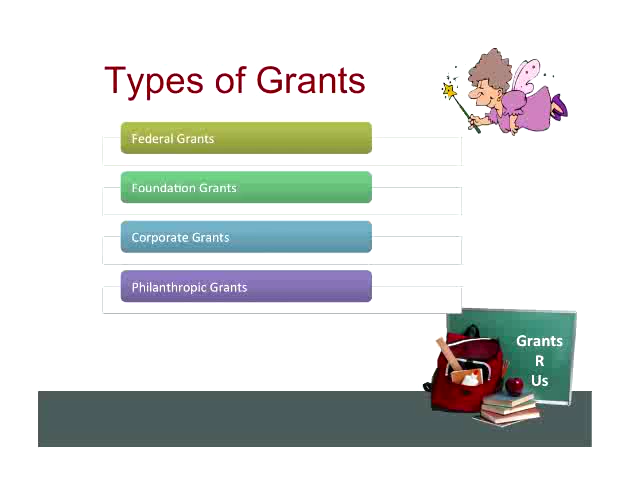 Types of Grants
Federal Grants
Foundation Grants
Corporate Grants
Philanthropic Grants
Grants
R
Us